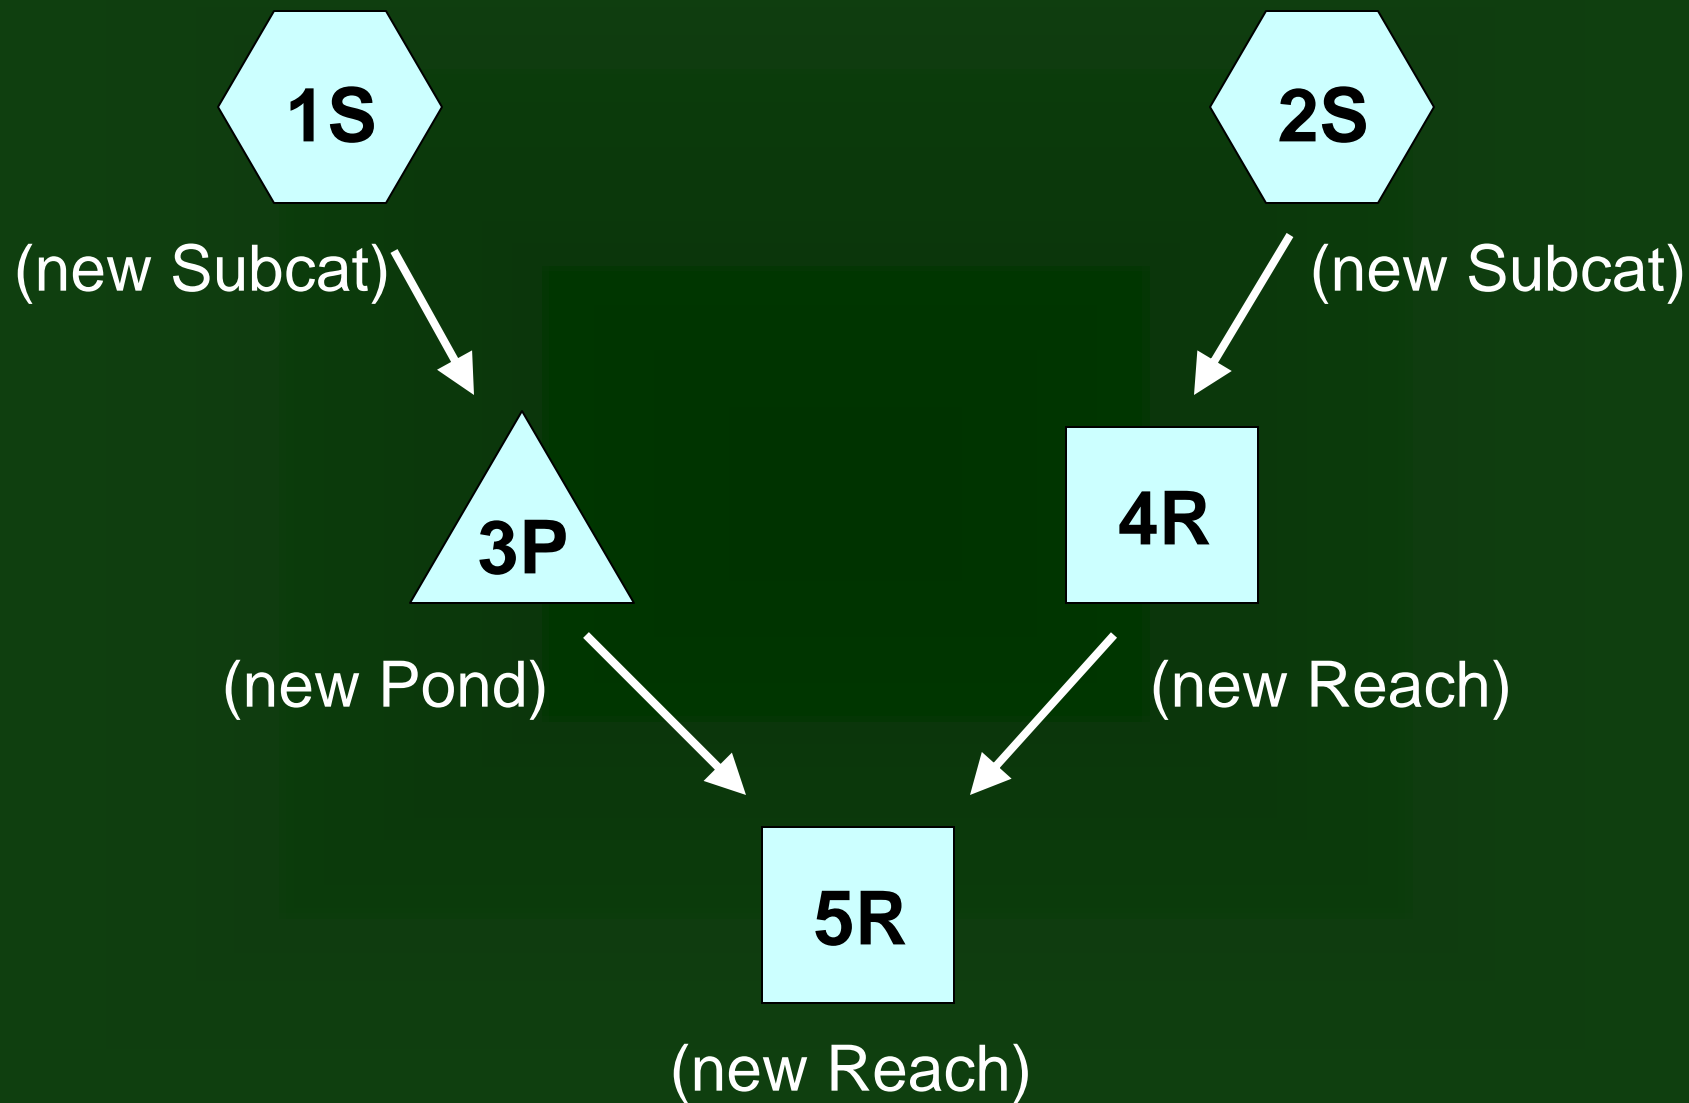 1S
2S
(new Subcat)
(new Subcat)
3P
4R
(new Pond)
(new Reach)
5R
(new Reach)